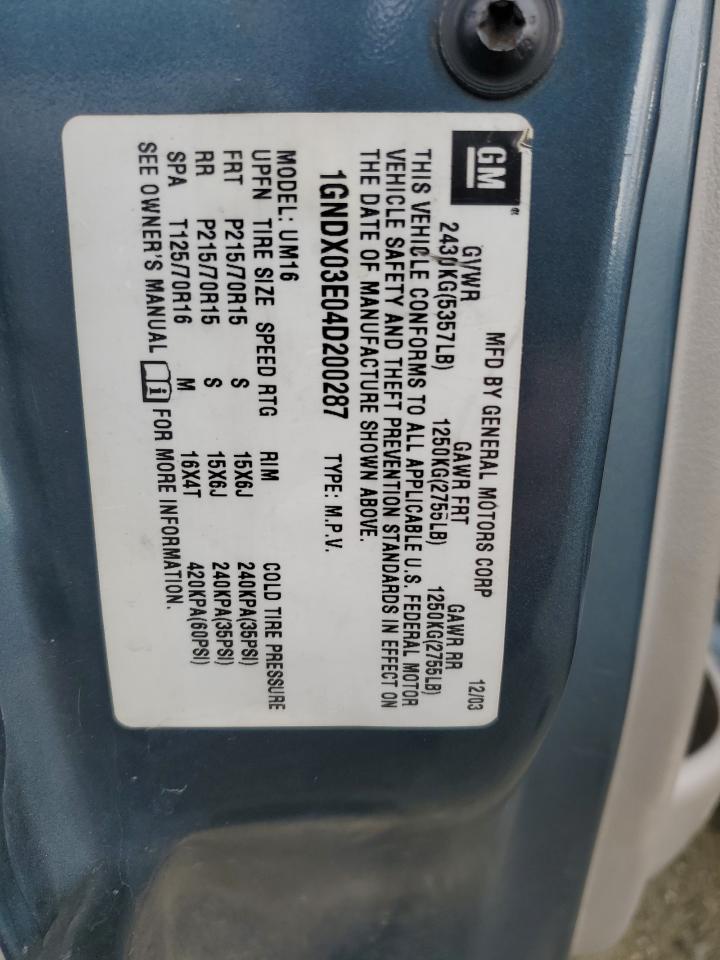 GM
MFD BY GENERAL MOTORS CORP 12/03
GVWR GAWR FRT GAWR RR
2430KG(5357LB) 1250KG(2755LB) 1250KG(2755LB)
THIS VEHICLE CONFORMS TO ALL APPLICABLE U.S. FEDERAL MOTOR
VEHICLE SAFETY AND THEFT PREVENTION STANDARDS IN EFFECT ON
THE DATE OF MANUFACTURE SHOWN ABOVE.
1GNDX03E04D200287 TYPE: M.P.V.
MODEL: UM16
UPFN TIRE SIZE SPEED RTG RIM COLD TIRE PRESSURE
FRT P215/70R15 S 15X6J 240KPA(35PSI)
RR P215/70R15 S 15X6J 240KPA(35PSI)
SPA T125/70R16 M 16X4T 420KPA(60PSI)
SEE OWNER'S MANUAL i FOR MORE INFORMATION.